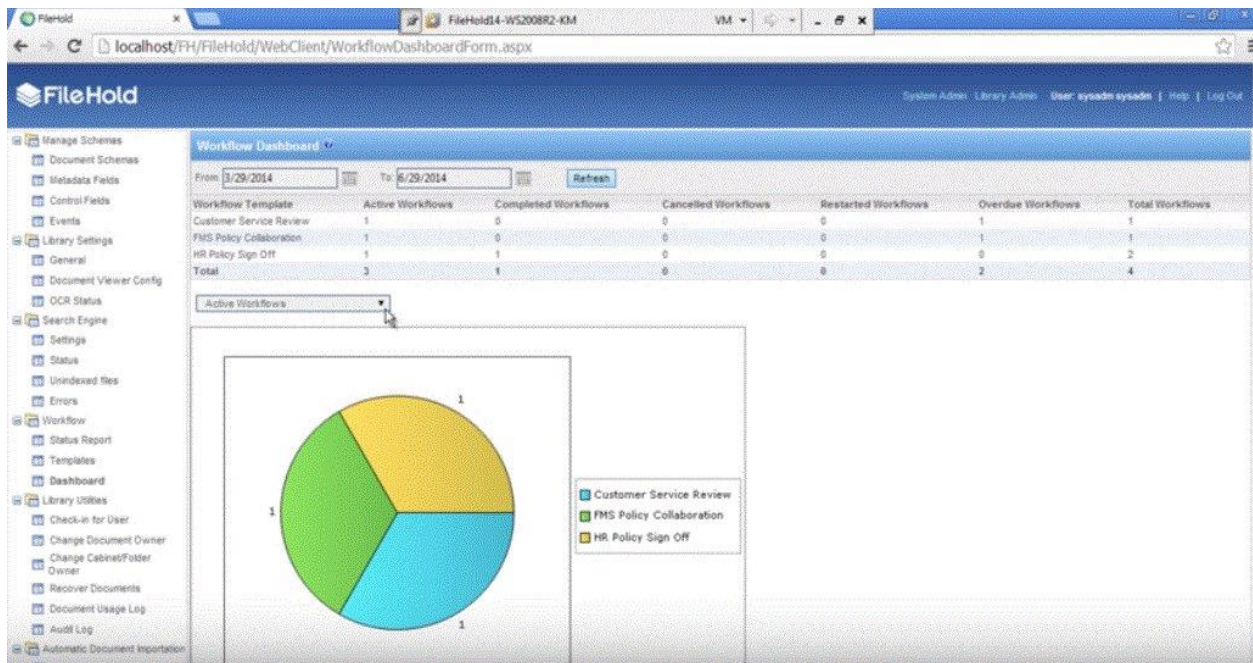 FileHold
FileHold14-WS2008R2-KM
VM
localhost/FH/FileHold/WebClient/WorkflowDashboardForm.aspx
FileHold
System Admin Library Admin User: sysadm sysadm | Help | Log Out
Manage Schemas
Document Schemas
Metadata Fields
Control Fields
Events
Library Settings
General
Document Viewer Config
OCR Status
Search Engine
Settings
Status
Unindexed files
Errors
Workflow
Status Report
Templates
Dashboard
Library Utilities
Check-in for User
Change Document Owner
Change Cabinet/Folder
Owner
Recover Documents
Document Usage Log
Audit Log
Automatic Document Importation
Workflow Dashboard
From 3/29/2014 To: 6/29/2014 Refresh
Workflow Template Active Workflows Completed Workflows Cancelled Workflows Restarted Workflows Overdue Workflows Total Workflows
Customer Service Review 1 0 0 0 1 1
FMS Policy Collaboration 1 0 0 0 1 1
HR Policy Sign Off 1 1 0 0 0 2
Total 3 1 0 0 2 4
Active Workflows
1
1
1
Customer Service Review
FMS Policy Collaboration
HR Policy Sign Off